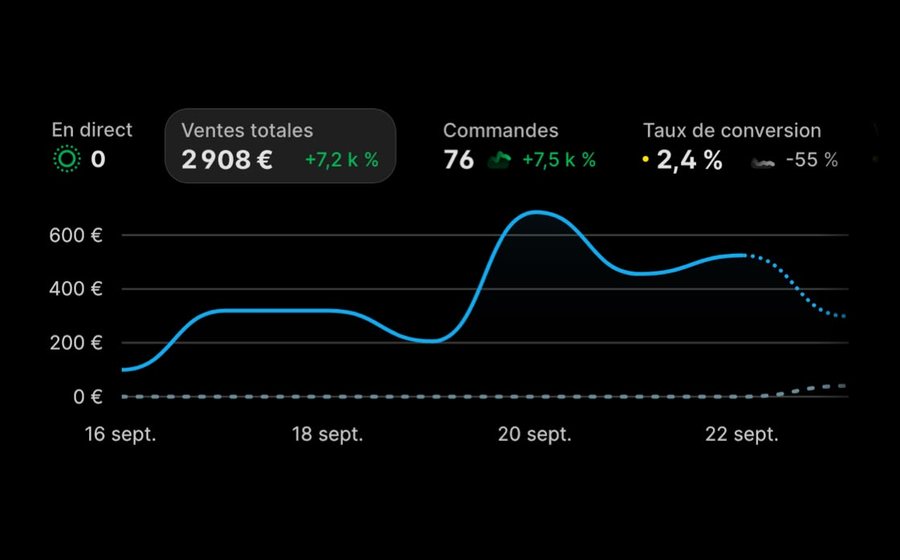 En direct
0
Ventes totales
2 908 € +7,2 k %
Commandes
76 +7,5 k %
Taux de conversion
2,4 % -55 %
600 €
400 €
200 €
0 €
16 sept. 18 sept. 20 sept. 22 sept.